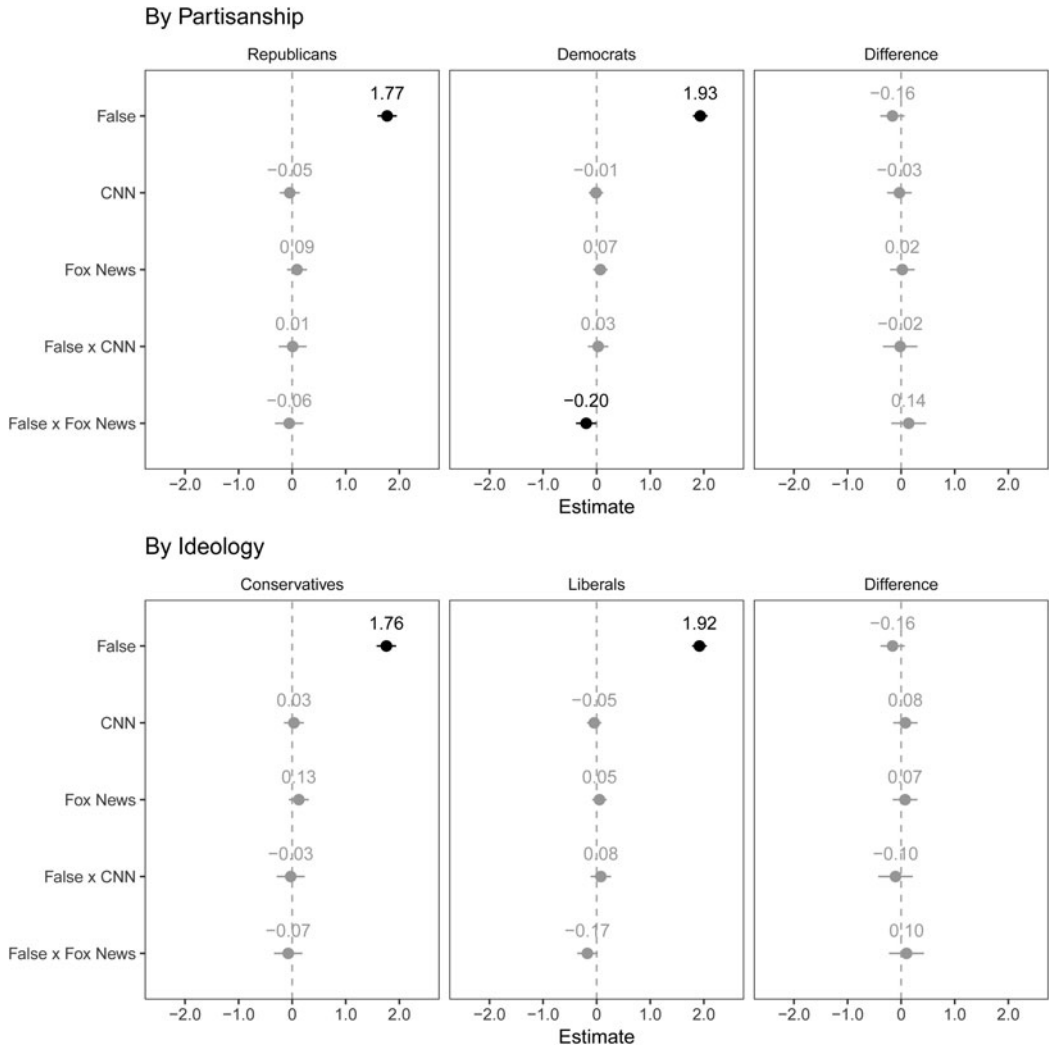 By Partisanship
Republicans Democrats Difference
False 1.77 1.93 −0.16
CNN −0.05 −0.01 −0.03
Fox News 0.09 0.07 0.02
False x CNN 0.01 0.03 −0.02
False x Fox News −0.06 −0.20 0.14
−2.0 −1.0 0 1.0 2.0 −2.0 −1.0 0 1.0 2.0 −2.0 −1.0 0 1.0 2.0
Estimate
By Ideology
Conservatives Liberals Difference
False 1.76 1.92 −0.16
CNN 0.03 −0.05 0.08
Fox News 0.13 0.05 0.07
False x CNN −0.03 0.08 −0.10
False x Fox News −0.07 −0.17 0.10
−2.0 −1.0 0 1.0 2.0 −2.0 −1.0 0 1.0 2.0 −2.0 −1.0 0 1.0 2.0
Estimate